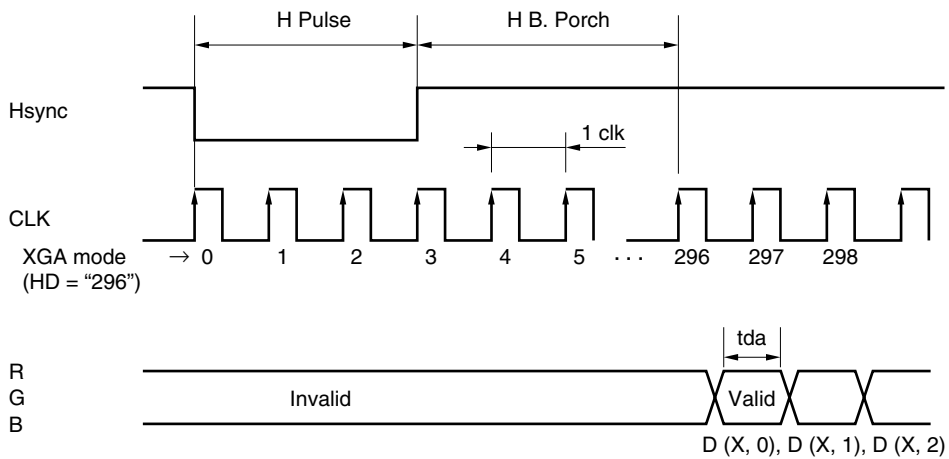 H Pulse H B. Porch
Hsync
1 clk
CLK
XGA mode → 0 1 2 3 4 5 ··· 296 297 298
(HD = “296”)
tda
R
G Invalid Valid
B
D (X, 0), D (X, 1), D (X, 2)